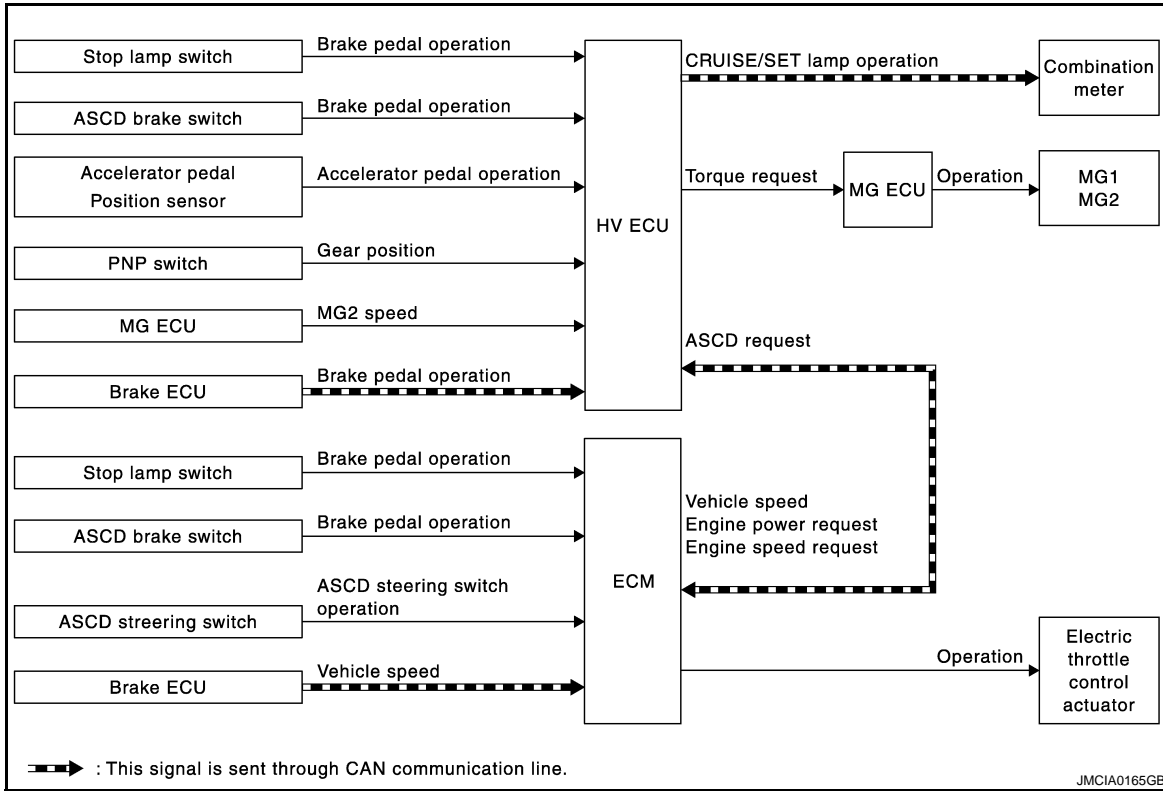 Stop lamp switch
Brake pedal operation
ASCD brake switch
Brake pedal operation
Accelerator pedal
Position sensor
Accelerator pedal operation
PNP switch
Gear position
MG ECU
MG2 speed
Brake ECU
Brake pedal operation
HV ECU
CRUISE/SET lamp operation
Combination
meter
Torque request
MG ECU
Operation
MG1
MG2
ASCD request
Stop lamp switch
Brake pedal operation
ASCD brake switch
Brake pedal operation
ASCD streering switch
ASCD steering switch
operation
Brake ECU
Vehicle speed
ECM
Vehicle speed
Engine power request
Engine speed request
Operation
Electric
throttle
control
actuator
: This signal is sent through CAN communication line.
JMCIA0165GB